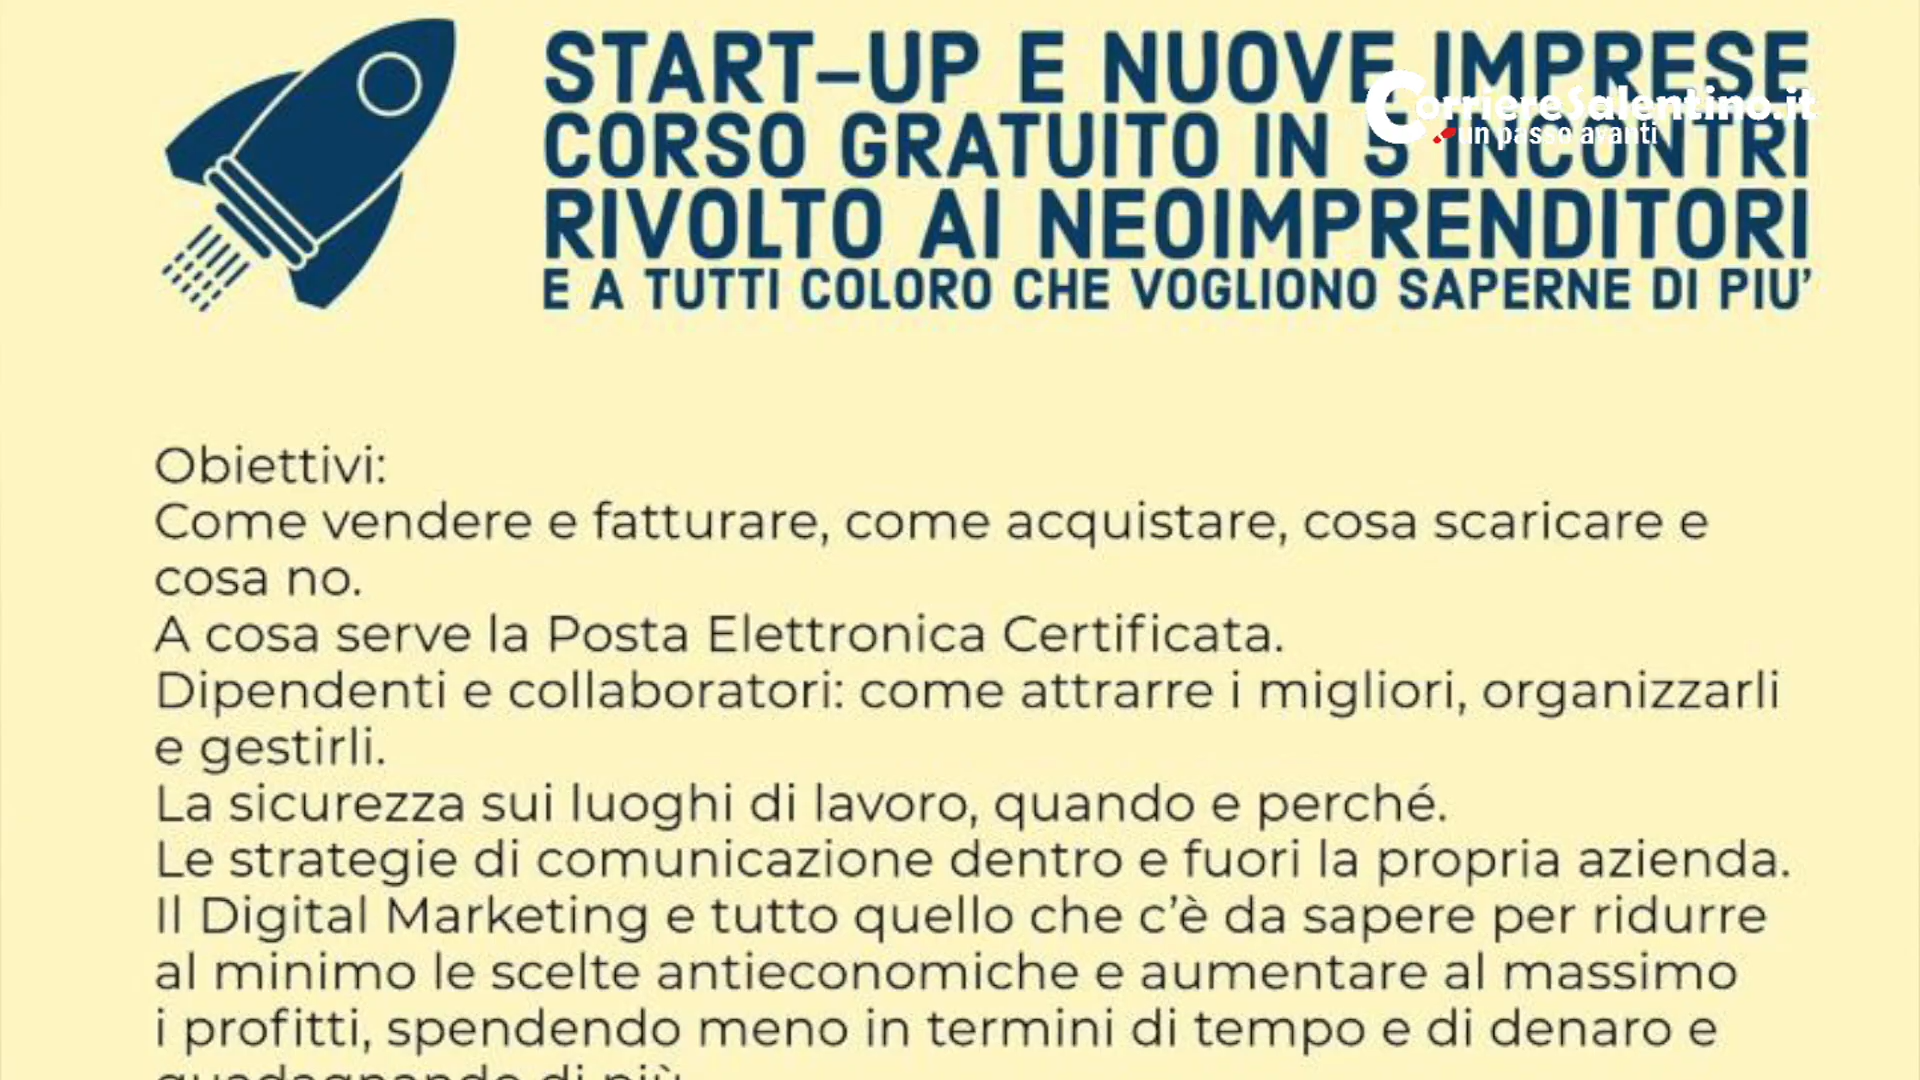 START-UP E NUOVE IMPRESE
CORSO GRATUITO IN 5 INCONTRI
RIVOLTO AI NEOIMPRENDITORI
E A TUTTI COLORO CHE VOGLIONO SAPERNE DI PIU'
CorriereSalentino.it
un passo avanti
Obiettivi:
Come vendere e fatturare, come acquistare, cosa scaricare e
cosa no.
A cosa serve la Posta Elettronica Certificata.
Dipendenti e collaboratori: come attrarre i migliori, organizzarli
e gestirli.
La sicurezza sui luoghi di lavoro, quando e perché.
Le strategie di comunicazione dentro e fuori la propria azienda.
Il Digital Marketing e tutto quello che c'è da sapere per ridurre
al minimo le scelte antieconomiche e aumentare al massimo
i profitti, spendendo meno in termini di tempo e di denaro e
guadagnando di più